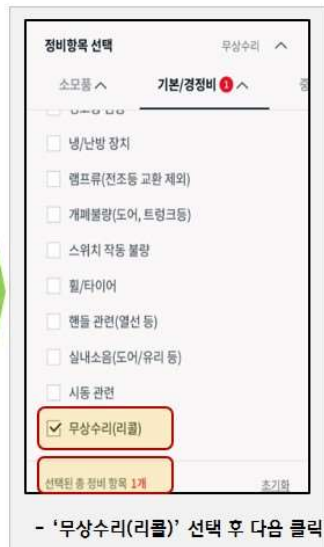 정비항목 선택 무상수리
소모품 기본/경정비 1 중
냉/난방 장치
램프류(전조등 교환 제외)
개폐불량(도어, 트렁크등)
스위치 작동 불량
휠/타이어
핸들 관련(열선 등)
실내소음(도어/유리 등)
시동 관련
무상수리(리콜)
선택된 총 정비 항목 1개 초기화
- ‘무상수리(리콜)’ 선택 후 다음 클릭